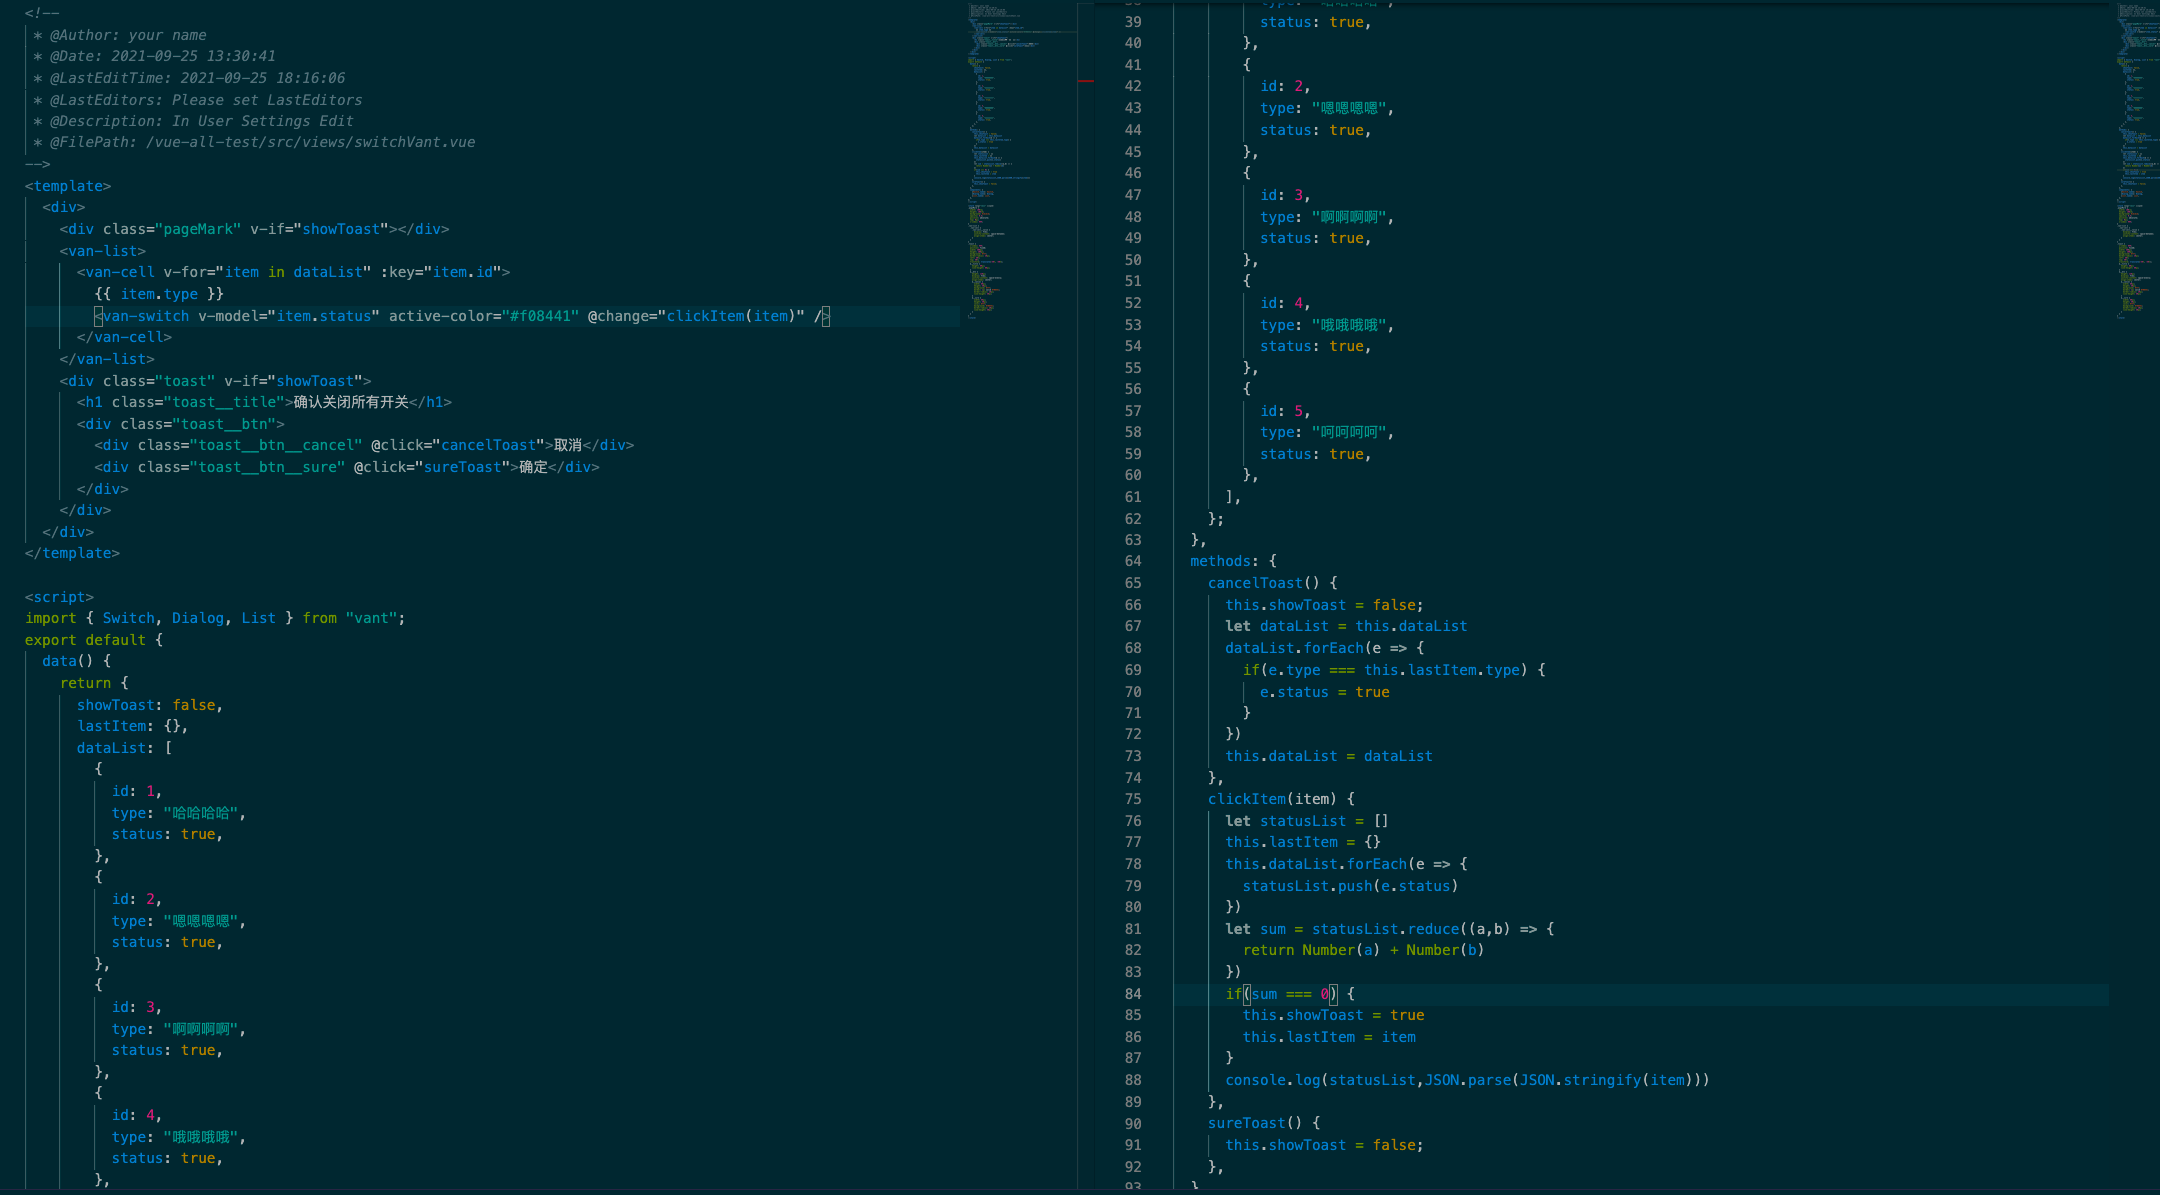 <!--
 * @Author: your name
 * @Date: 2021-09-25 13:30:41
 * @LastEditTime: 2021-09-25 18:16:06
 * @LastEditors: Please set LastEditors
 * @Description: In User Settings Edit
 * @FilePath: /vue-all-test/src/views/switchVant.vue
-->
<template>
  <div>
    <div class="pageMark" v-if="showToast"></div>
    <van-list>
      <van-cell v-for="item in dataList" :key="item.id">
        {{ item.type }}
        <van-switch v-model="item.status" active-color="#f08441" @change="clickItem(item)" />
      </van-cell>
    </van-list>
    <div class="toast" v-if="showToast">
      <h1 class="toast__title">确认关闭所有开关</h1>
      <div class="toast__btn">
        <div class="toast__btn__cancel" @click="cancelToast">取消</div>
        <div class="toast__btn__sure" @click="sureToast">确定</div>
      </div>
    </div>
  </div>
</template>

<script>
import { Switch, Dialog, List } from "vant";
export default {
  data() {
    return {
      showToast: false,
      lastItem: {},
      dataList: [
        {
          id: 1,
          type: "哈哈哈哈",
          status: true,
        },
        {
          id: 2,
          type: "嗯嗯嗯嗯",
          status: true,
        },
        {
          id: 3,
          type: "啊啊啊啊",
          status: true,
        },
        {
          id: 4,
          type: "哦哦哦哦",
          status: true,
        },
39 status: true,
40 },
41 {
42 id: 2,
43 type: "嗯嗯嗯嗯",
44 status: true,
45 },
46 {
47 id: 3,
48 type: "啊啊啊啊",
49 status: true,
50 },
51 {
52 id: 4,
53 type: "哦哦哦哦",
54 status: true,
55 },
56 {
57 id: 5,
58 type: "呵呵呵呵",
59 status: true,
60 },
61 ],
62 };
63 },
64 methods: {
65 cancelToast() {
66 this.showToast = false;
67 let dataList = this.dataList
68 dataList.forEach(e => {
69 if(e.type === this.lastItem.type) {
70 e.status = true
71 }
72 })
73 this.dataList = dataList
74 },
75 clickItem(item) {
76 let statusList = []
77 this.lastItem = {}
78 this.dataList.forEach(e => {
79 statusList.push(e.status)
80 })
81 let sum = statusList.reduce((a,b) => {
82 return Number(a) + Number(b)
83 })
84 if(sum === 0) {
85 this.showToast = true
86 this.lastItem = item
87 }
88 console.log(statusList,JSON.parse(JSON.stringify(item)))
89 },
90 sureToast() {
91 this.showToast = false;
92 },
93 }